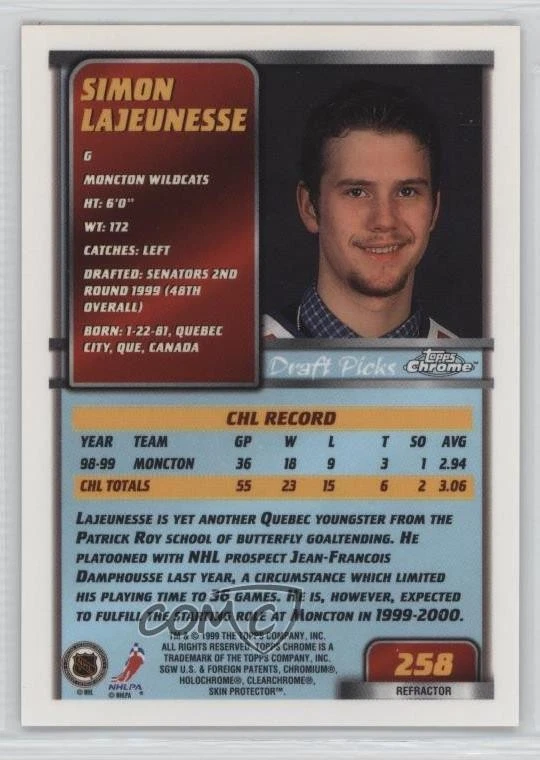 SIMON
LAJEUNESSE
G
MONCTON WILDCATS
HT: 6'0"
WT: 172
CATCHES: LEFT
DRAFTED: SENATORS 2ND
ROUND 1999 (48TH
OVERALL)
BORN: 1-22-81, QUEBEC
CITY, QUE, CANADA
Draft Picks
Topps
Chrome™
CHL RECORD
YEAR TEAM GP W L T SO AVG
98-99 MONCTON 36 18 9 3 1 2.94
CHL TOTALS 55 23 15 6 2 3.06
LAJEUNESSE IS YET ANOTHER QUEBEC YOUNGSTER FROM THE
PATRICK ROY SCHOOL OF BUTTERFLY GOALTENDING. HE
PLATOONED WITH NHL PROSPECT JEAN-FRANCOIS
DAMPHOUSSE LAST YEAR, A CIRCUMSTANCE WHICH LIMITED
HIS PLAYING TIME TO 36 GAMES. HE IS, HOWEVER, EXPECTED
TO FULFILL THE STARTING ROLE AT MONCTON IN 1999-2000.
COMC
TM & © 1999 THE TOPPS COMPANY, INC.
ALL RIGHTS RESERVED. TOPPS CHROME IS A
TRADEMARK OF THE TOPPS COMPANY, INC.
SGW U.S. & FOREIGN PATENTS, CHROMIUM®,
HOLOCHROME®, CLEARCHROME®,
SKIN PROTECTOR™.
© NHL
NHLPA
© NHLPA
258
REFRACTOR